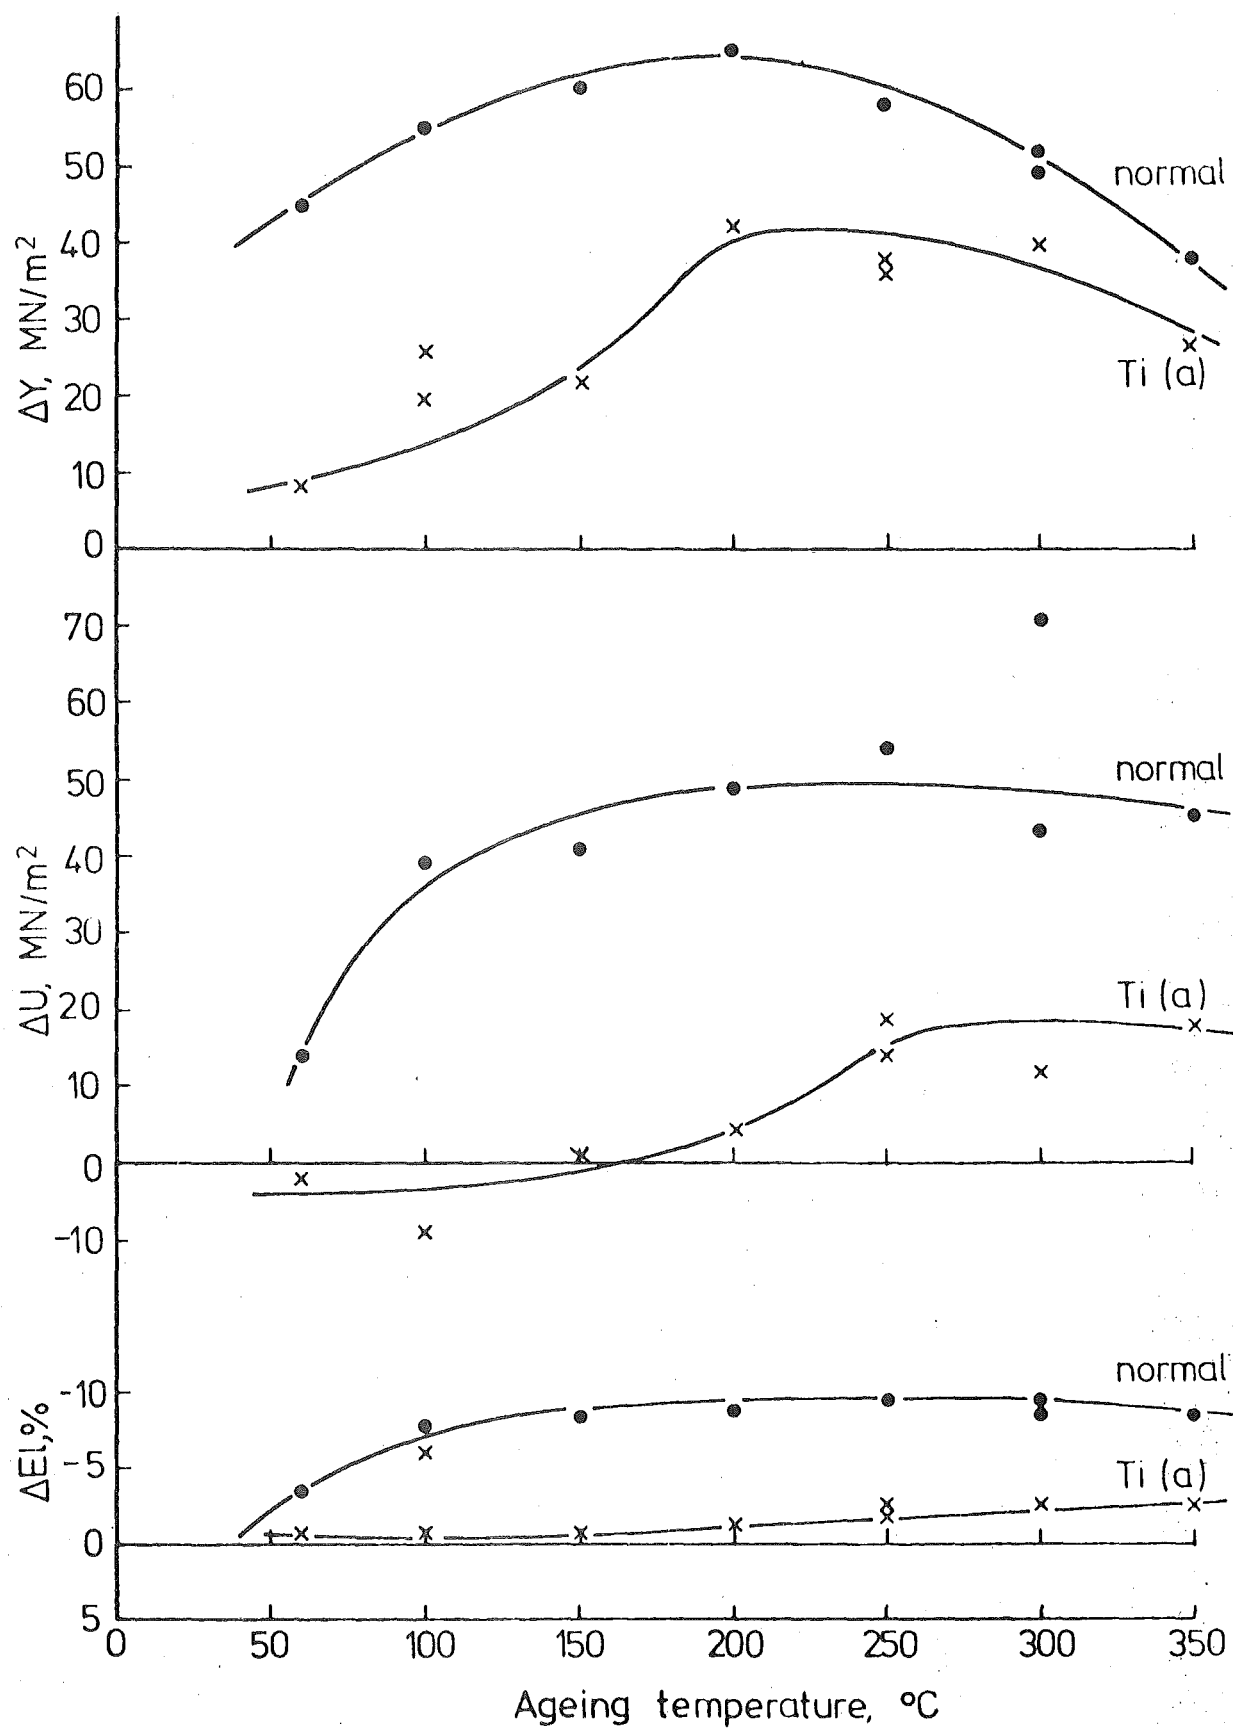 60
50
40
30
20
10
0
ΔY, MN/m²
normal
Ti (a)
70
60
50
40
30
20
10
0
-10
ΔU, MN/m²
normal
Ti (a)
-10
-5
0
5
ΔEl,%
normal
Ti (a)
0 50 100 150 200 250 300 350
Ageing temperature, °C